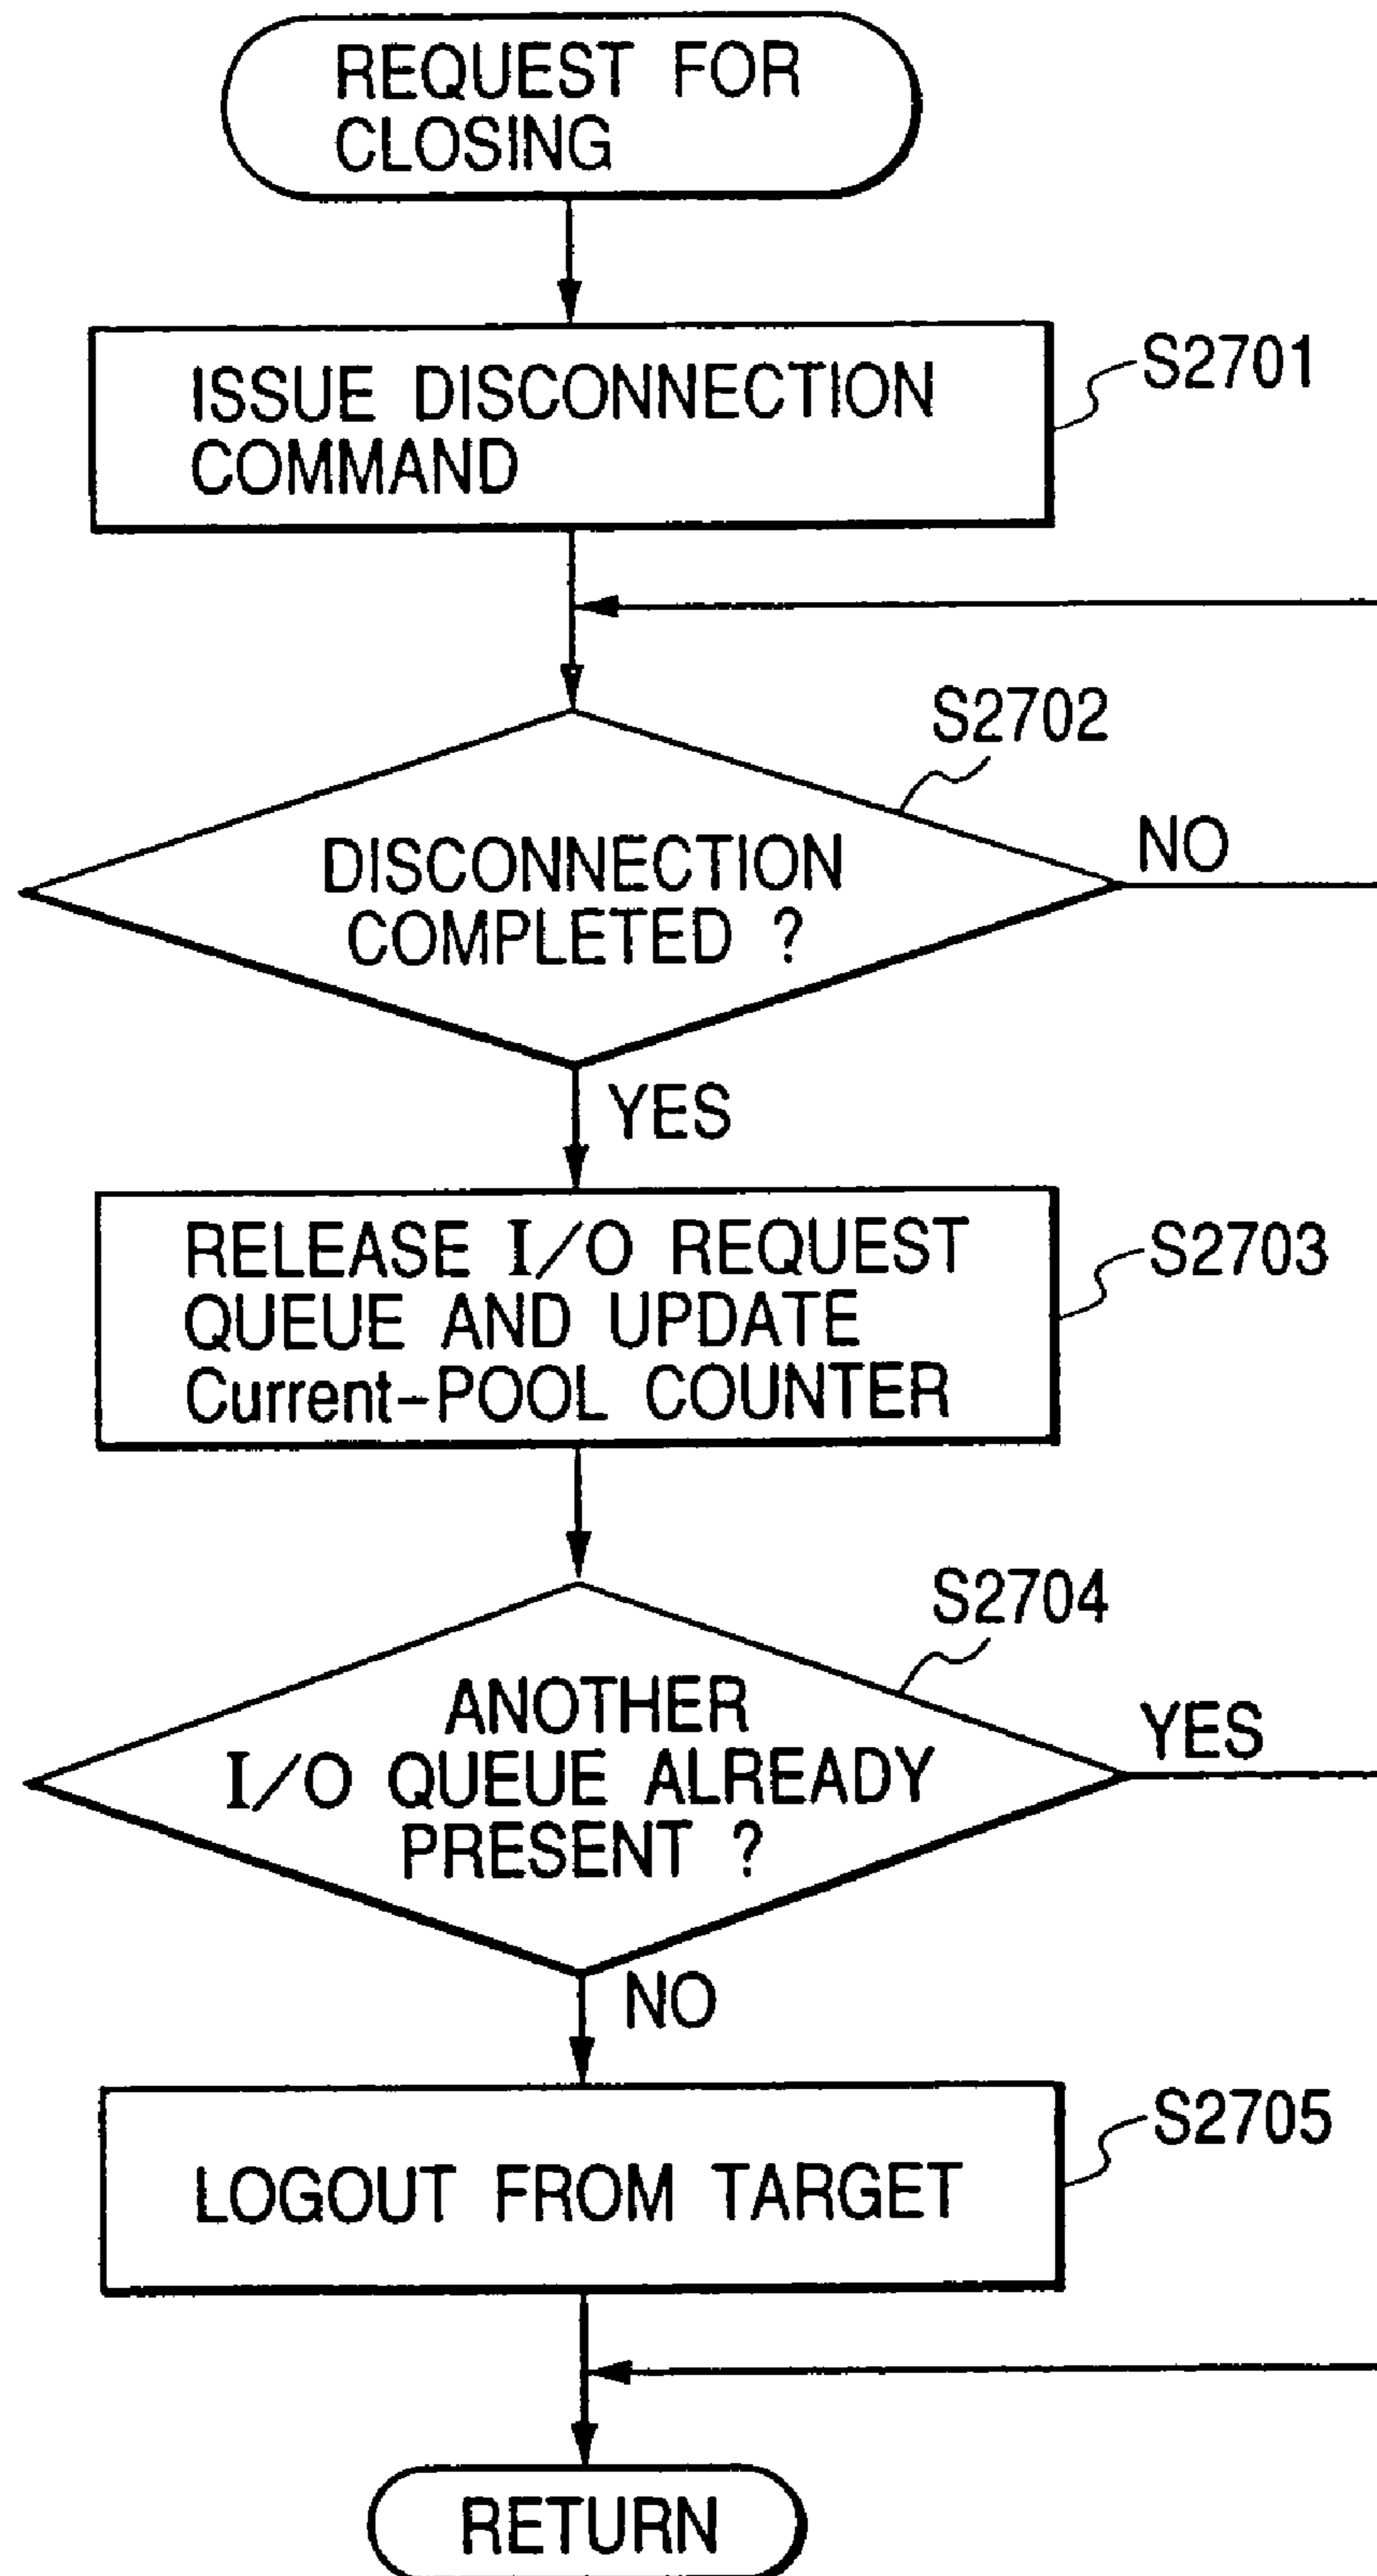 REQUEST FOR
CLOSING
ISSUE DISCONNECTION
COMMAND
S2701
S2702
DISCONNECTION
COMPLETED ?
NO
YES
RELEASE I/O REQUEST
QUEUE AND UPDATE
Current-POOL COUNTER
S2703
S2704
ANOTHER
I/O QUEUE ALREADY
PRESENT ?
YES
NO
LOGOUT FROM TARGET
S2705
RETURN